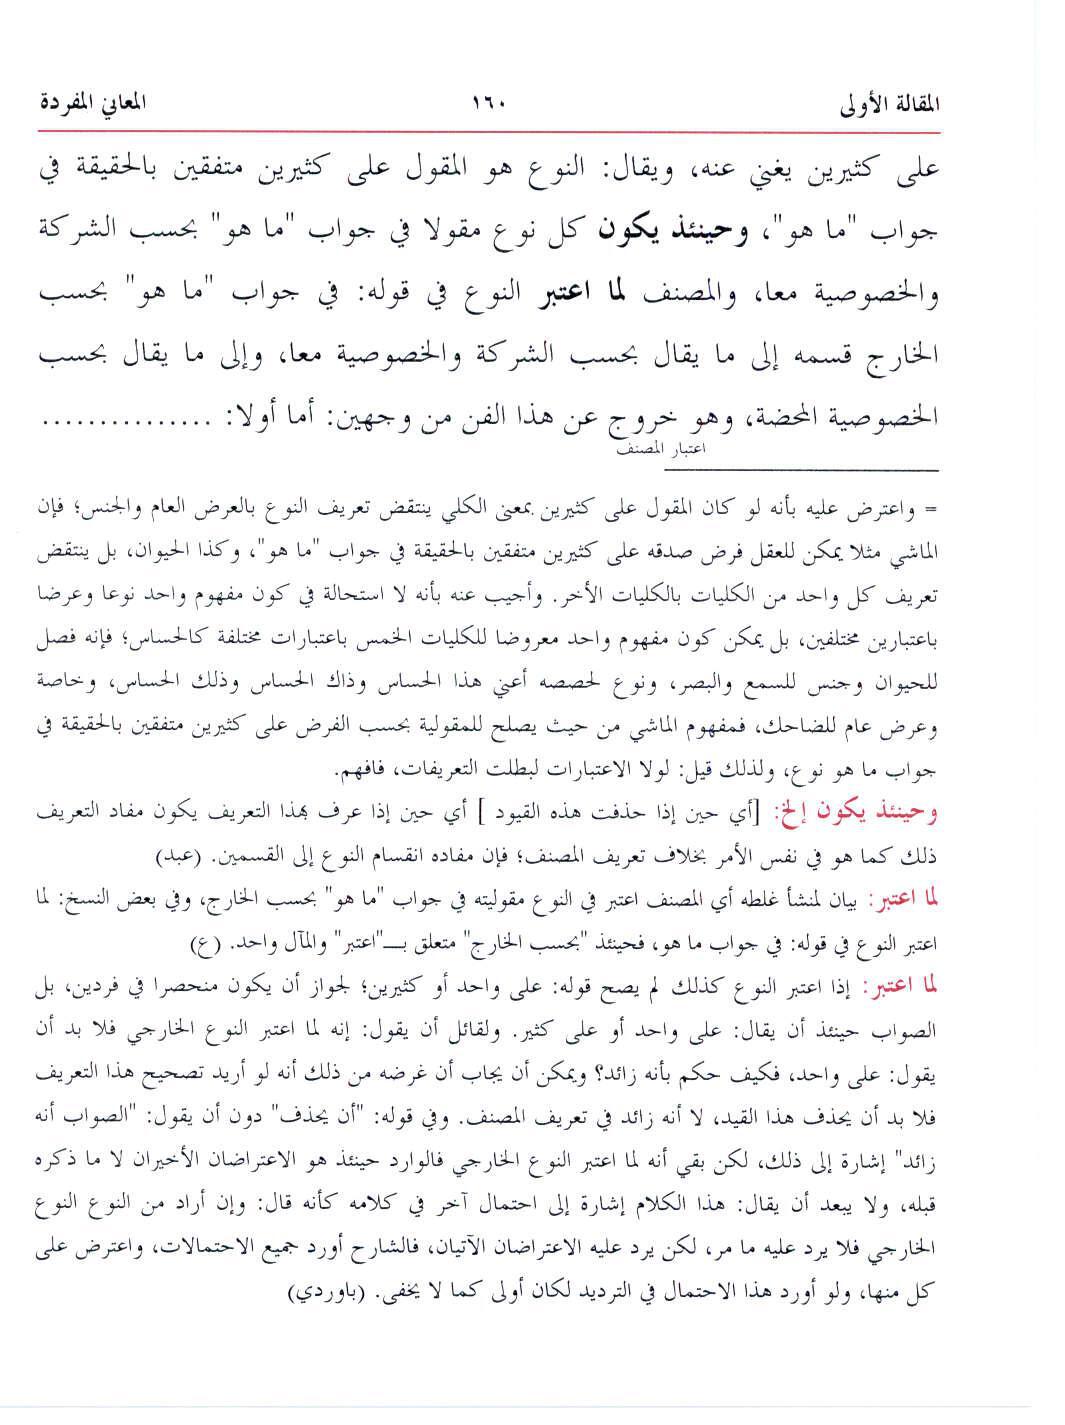 المقالة الأولى ١٦٠ المعاني المفردة
على كثيرين يغني عنه، ويقال: النوع هو المقول على كثيرين متفقين بالحقيقة في
جواب "ما هو"، وحينئذ يكون كل نوع مقولا في جواب "ما هو" بحسب الشركة
والخصوصية معا، والمصنف لما اعتبر النوع في قوله: في جواب "ما هو" بحسب
الخارج قسمه إلى ما يقال بحسب الشركة والخصوصية معا، وإلى ما يقال بحسب
الخصوصية المحضة، وهو خروج عن هذا الفن من وجهين: أما أولا: ...............
اعتبار المصنف
= واعترض عليه بأنه لو كان المقول على كثيرين بمعنى الكلي ينتقض تعريف النوع بالعرض العام والجنس؛ فإن
الماشي مثلا يمكن للعقل فرض صدقه على كثيرين متفقين بالحقيقة في جواب "ما هو"، وكذا الحيوان، بل ينتقض
تعريف كل واحد من الكليات بالكليات الأخر. وأجيب عنه بأنه لا استحالة في كون مفهوم واحد نوعا وعرضا
باعتبارين مختلفين، بل يمكن كون مفهوم واحد معروضا للكليات الخمس باعتبارات مختلفة كالحساس؛ فإنه فصل
للحيوان وجنس للسمع والبصر، ونوع لحصصه أعني هذا الحساس وذاك الحساس وذلك الحساس، وخاصة
وعرض عام للضاحك، فمفهوم الماشي من حيث يصلح للمقولية بحسب الفرض على كثيرين متفقين بالحقيقة في
جواب ما هو نوع، ولذلك قيل: لولا الاعتبارات لبطلت التعريفات، فافهم.
وحينئذ يكون إلخ: [أي حين إذا حذفت هذه القيود ] أي حين إذا عرف بهذا التعريف يكون مفاد التعريف
ذلك كما هو في نفس الأمر بخلاف تعريف المصنف؛ فإن مفاده انقسام النوع إلى القسمين. (عبد)
لما اعتبر: بيان لمنشأ غلطه أي المصنف اعتبر في النوع مقوليته في جواب "ما هو" بحسب الخارج، وفي بعض النسخ: لما
اعتبر النوع في قوله: في جواب ما هو، فحينئذ "بحسب الخارج" متعلق بـــ"اعتبر" والمآل واحد. (ع)
لما اعتبر: إذا اعتبر النوع كذلك لم يصح قوله: على واحد أو كثيرين؛ لجواز أن يكون منحصرا في فردين، بل
الصواب حينئذ أن يقال: على واحد أو على كثير. ولقائل أن يقول: إنه لما اعتبر النوع الخارجي فلا بد أن
يقول: على واحد، فكيف حكم بأنه زائد؟ ويمكن أن يجاب أن غرضه من ذلك أنه لو أريد تصحيح هذا التعريف
فلا بد أن يحذف هذا القيد، لا أنه زائد في تعريف المصنف. وفي قوله: "أن يحذف" دون أن يقول: "الصواب أنه
زائد" إشارة إلى ذلك، لكن بقي أنه لما اعتبر النوع الخارجي فالوارد حينئذ هو الاعتراضان الأخيران لا ما ذكره
قبله، ولا يبعد أن يقال: هذا الكلام إشارة إلى احتمال آخر في كلامه كأنه قال: وإن أراد من النوع النوع
الخارجي فلا يرد عليه ما مر، لكن يرد عليه الاعتراضان الآتيان، فالشارح أورد جميع الاحتمالات، واعترض على
كل منها، ولو أورد هذا الاحتمال في الترديد لكان أولى كما لا يخفى. (باوردي)